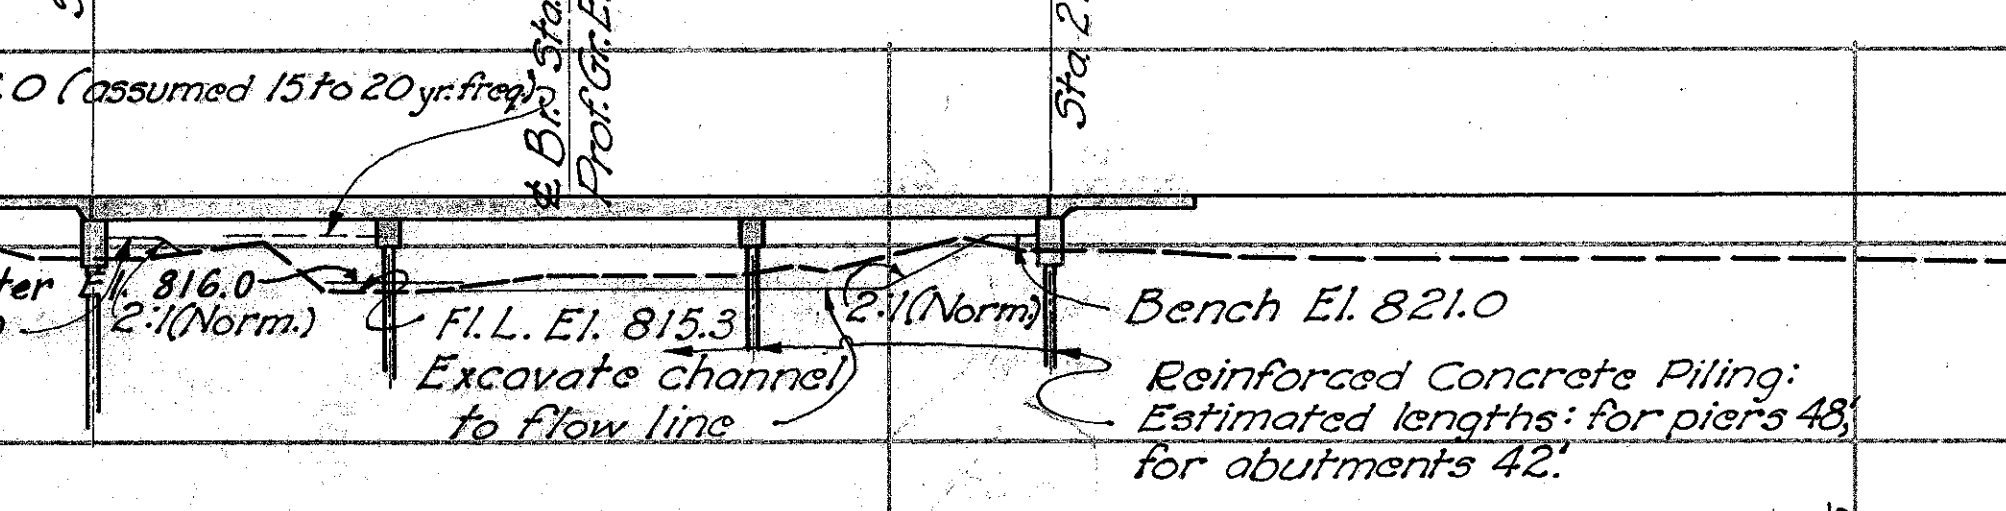 .0 (assumed 15 to 20 yr. freq.)
℄ Br. Sta.
Prof. Gr. E
Sta. 2
ter El. 816.0
2:1 (Norm.)
Fl. L. El. 815.3
Excavate channel
to flow line
2:1 (Norm.)
Bench El. 821.0
Reinforced Concrete Piling:
Estimated lengths: for piers 48',
for abutments 42'.